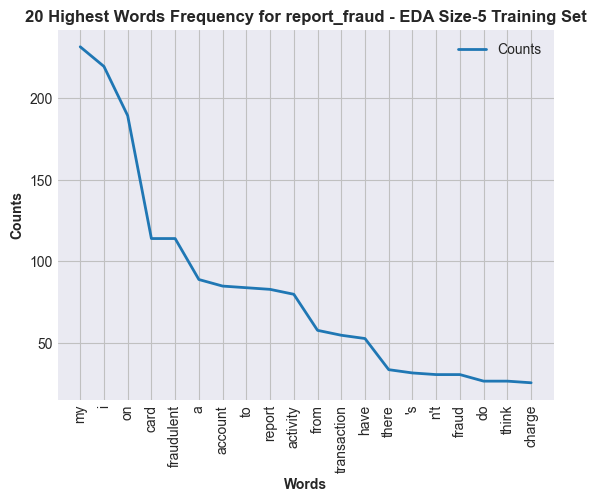 20 Highest Words Frequency for report_fraud - EDA Size-5 Training Set
Counts
200
150
100
50
Counts
my
i
on
card
fraudulent
a
account
to
report
activity
from
transaction
have
there
's
n't
fraud
do
think
charge
Words